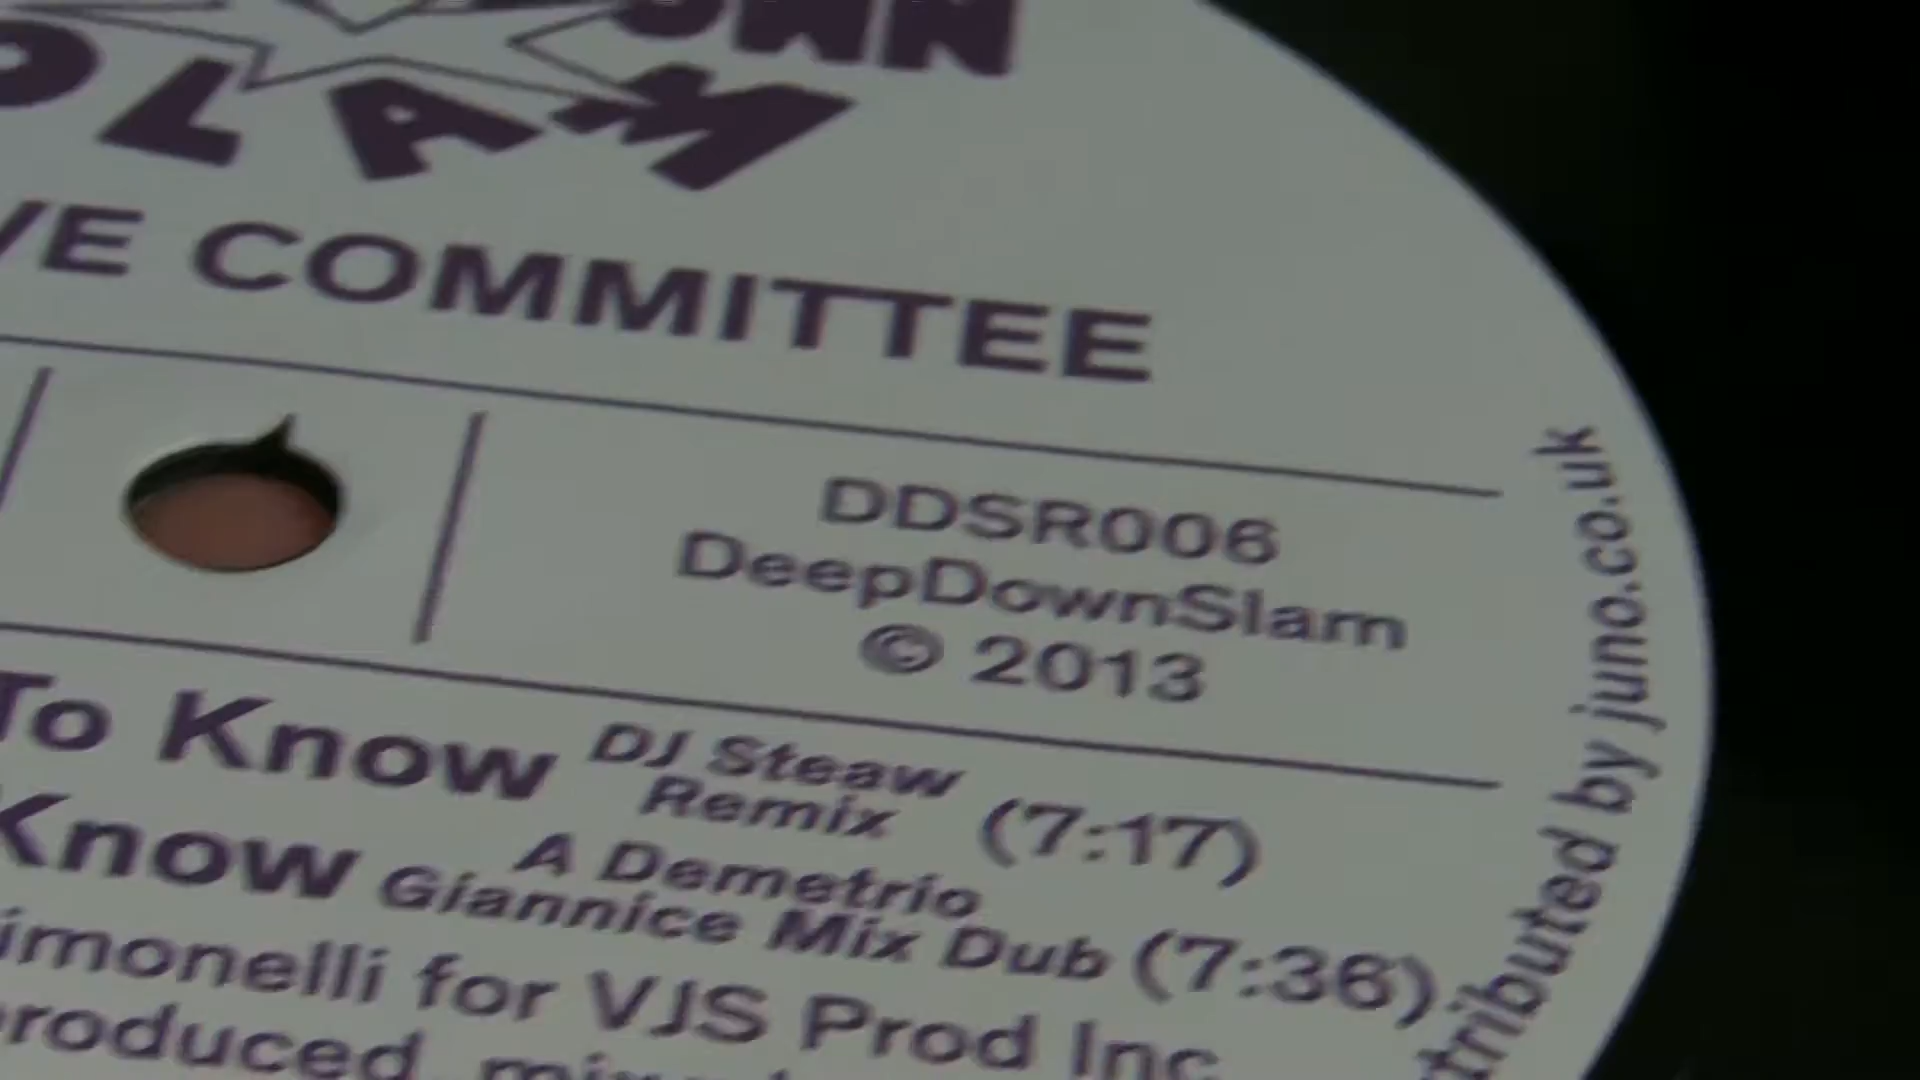 SLAM
VE COMMITTEE
DDSR006
DeepDownSlam
© 2013
To Know DJ Steaw Remix (7:17)
Know A Demetrio Giannice Mix Dub (7:36)
imonelli for VJS Prod Inc
roduced
tributed by juno.co.uk